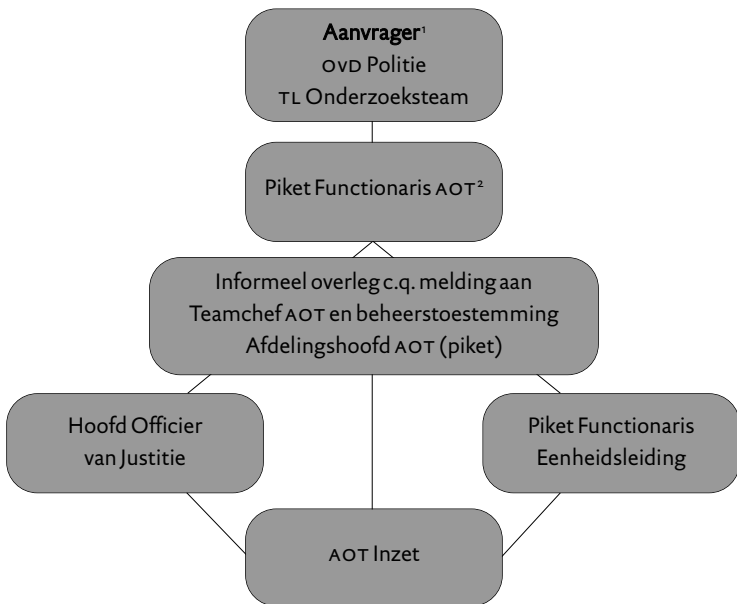 Aanvrager¹
OVD Politie
TL Onderzoeksteam
Piket Functionaris AOT²
Informeel overleg c.q. melding aan
Teamchef AOT en beheerstoestemming
Afdelingshoofd AOT (piket)
Hoofd Officier
van Justitie
Piket Functionaris
Eenheidsleiding
AOT Inzet